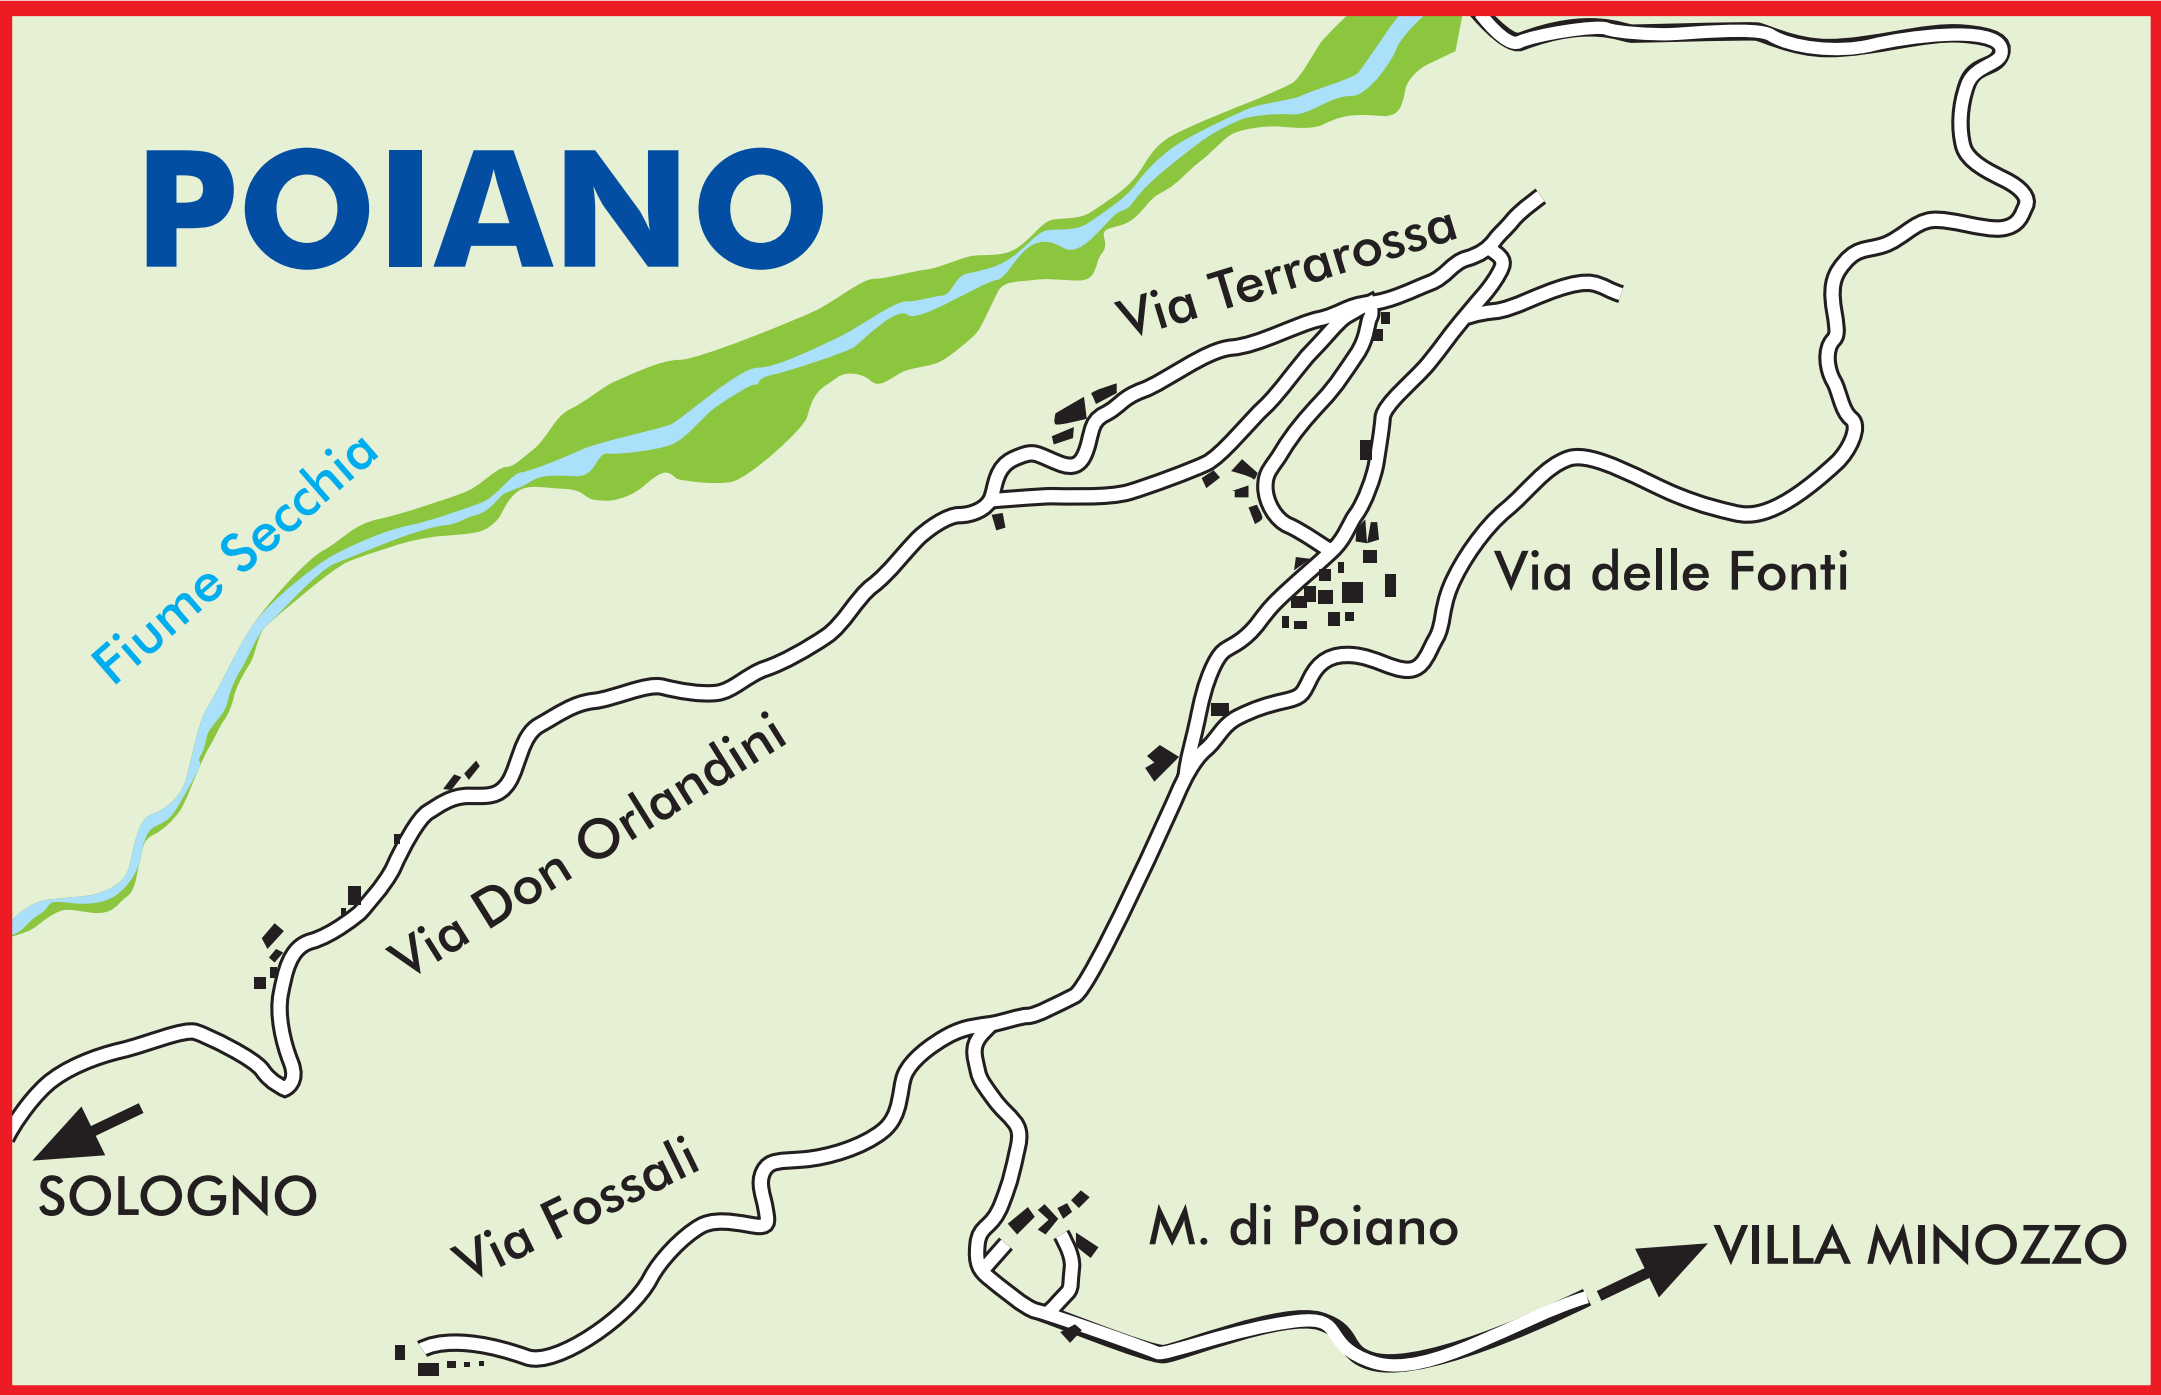 POIANO
Via Terrarossa
Fiume Secchia
Via delle Fonti
Via Don Orlandini
SOLOGNO
Via Fossali
M. di Poiano
VILLA MINOZZO